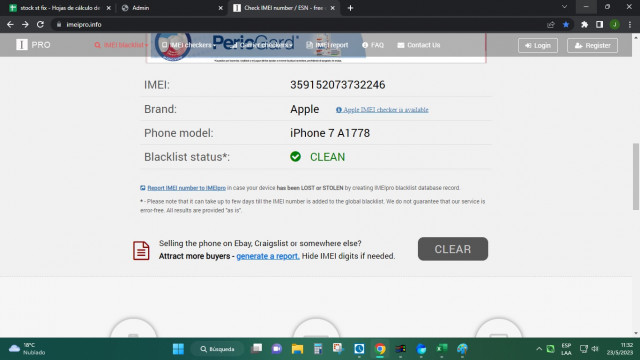 stock st fix - Hojas de cálculo de
Admin
Check IMEI number / ESN - free
imeipro.info
PRO
IMEI blacklist
IMEI checkers
Carrier checkers
IMEI report
FAQ
Contact Us
Login
Register
PerioGard
IMEI: 359152073732246
Brand: Apple Apple IMEI checker is available
Phone model: iPhone 7 A1778
Blacklist status*: CLEAN
Report IMEI number to IMEIpro in case your device has been LOST or STOLEN by creating IMEIpro blacklist database record.
* - Please note that it can take up to few days till the IMEI number is added to the global blacklist. We do not guarantee that our service is
error-free. All results are provided "as is".
Selling the phone on Ebay, Craigslist or somewhere else?
Attract more buyers - generate a report. Hide IMEI digits if needed.
CLEAR
18°C
Nublado
Búsqueda
ESP
LAA
11:32
23/5/2023